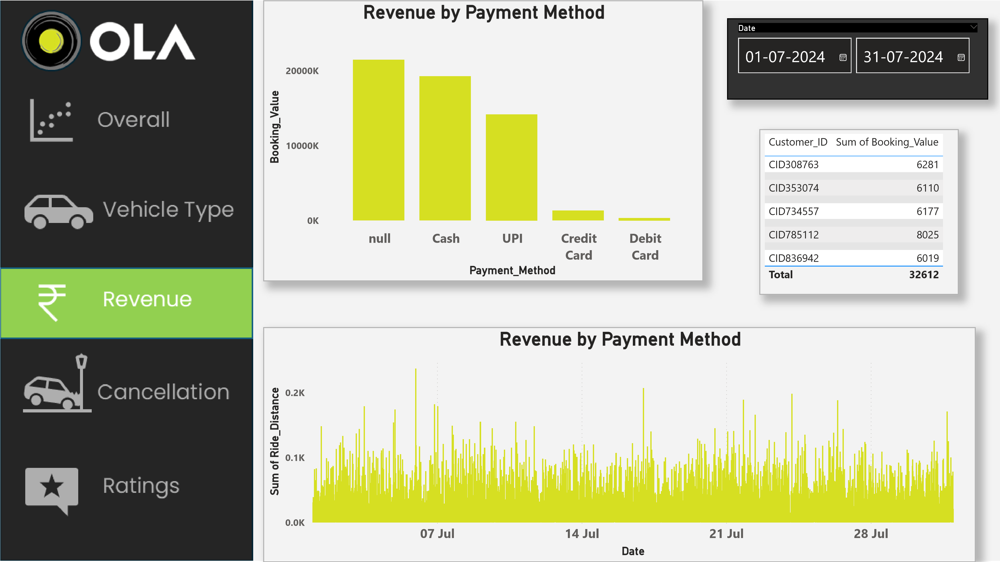 OLA
Overall
Vehicle Type
Revenue
Cancellation
Ratings
Revenue by Payment Method
Booking_Value
20000K
10000K
0K
null Cash UPI Credit Card Debit Card
Payment_Method
Date
01-07-2024 31-07-2024
Customer_ID Sum of Booking_Value
CID308763 6281
CID353074 6110
CID734557 6177
CID785112 8025
CID836942 6019
Total 32612
Revenue by Payment Method
Sum of Ride_Distance
0.2K
0.1K
0.0K
07 Jul 14 Jul 21 Jul 28 Jul
Date